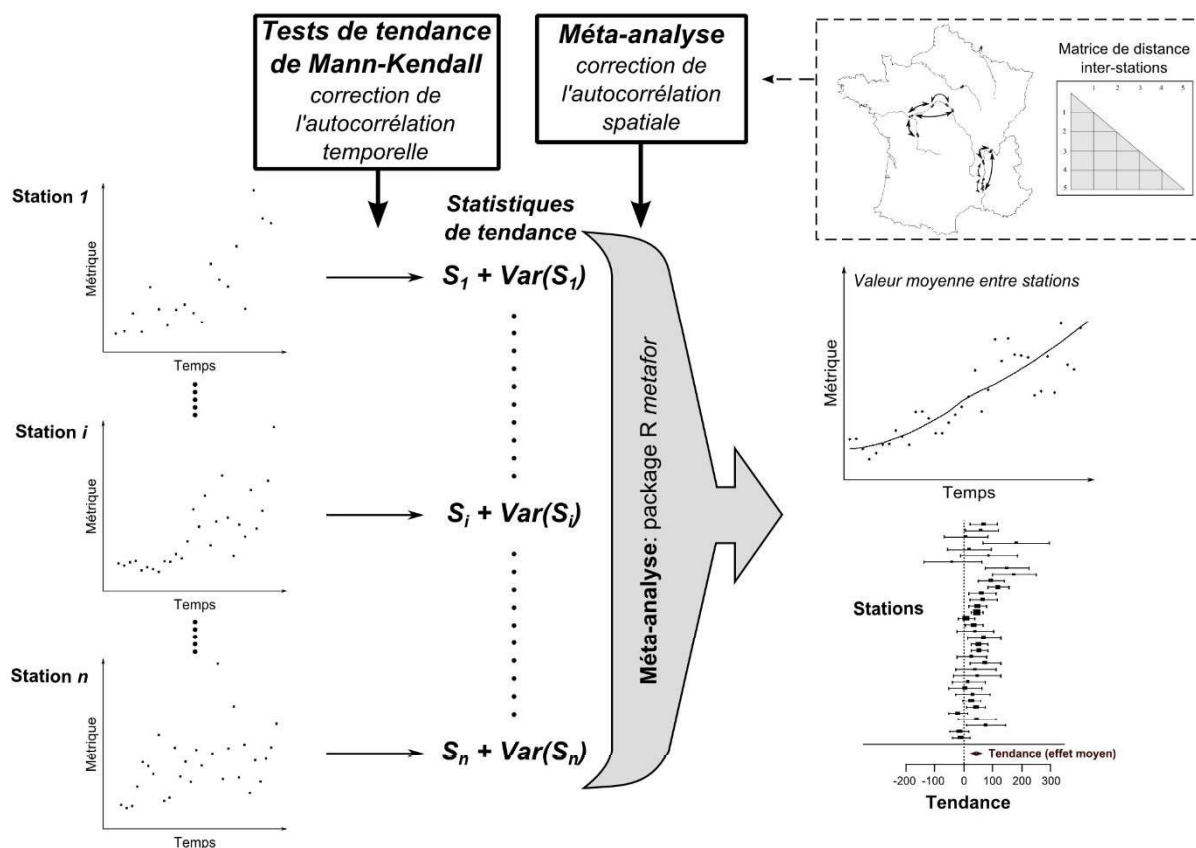 Tests de tendance
de Mann-Kendall
correction de
l'autocorrélation
temporelle
Méta-analyse
correction de
l'autocorrélation
spatiale
Matrice de distance
inter-stations
1 2 3 4 5
1
2
3
4
5
Station 1
Métrique
Temps
Statistiques
de tendance
S1 + Var(S1)
Valeur moyenne entre stations
Métrique
Temps
Station i
Métrique
Temps
Si + Var(Si)
Méta-analyse: package R metafor
Stations
Station n
Métrique
Temps
Sn + Var(Sn)
Tendance (effet moyen)
-200 -100 0 100 200 300
Tendance